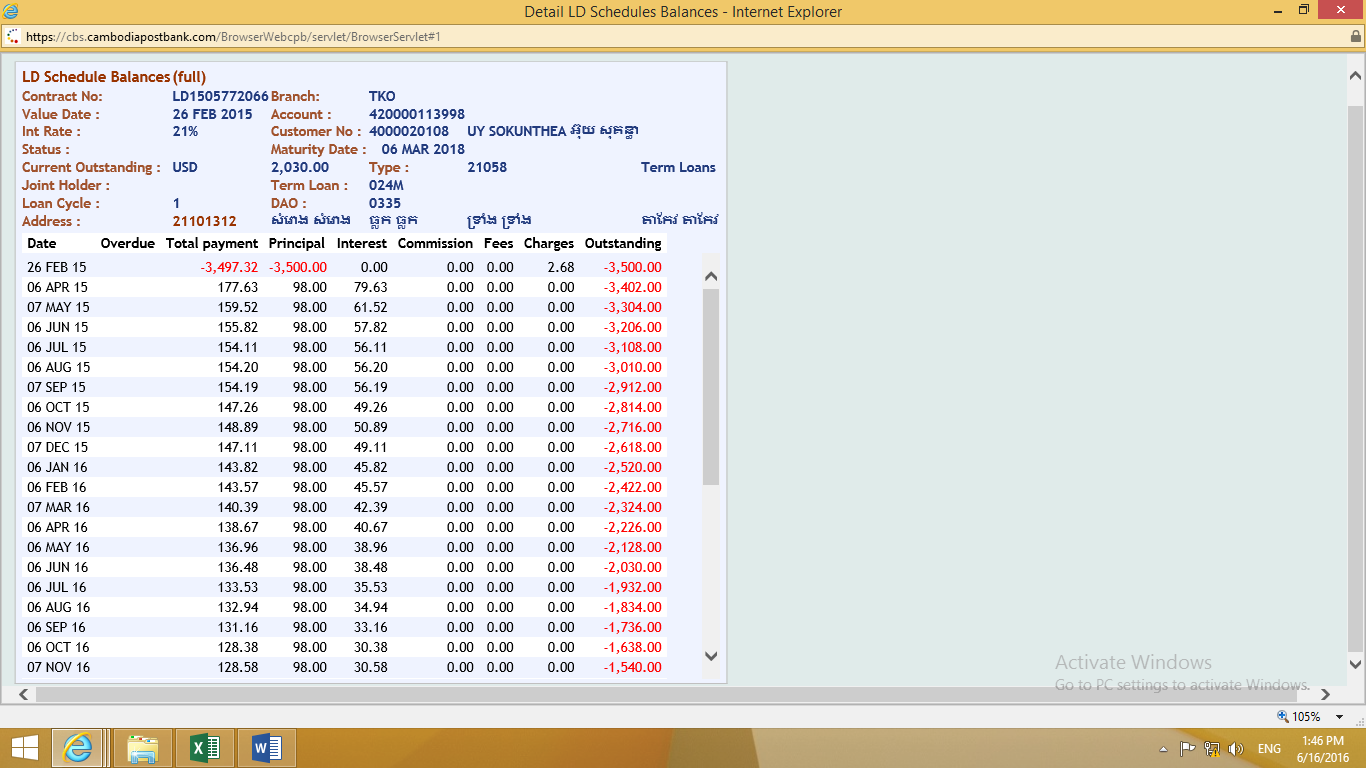 Detail LD Schedules Balances - Internet Explorer
https://cbs.cambodiapostbank.com/BrowserWebcpb/servlet/BrowserServlet#1
LD Schedule Balances (full)
Contract No: LD1505772066 Branch: TKO
Value Date : 26 FEB 2015 Account : 420000113998
Int Rate : 21% Customer No : 4000020108 UY SOKUNTHEA អ៊ុយ សុគន្ធា
Status : Maturity Date : 06 MAR 2018
Current Outstanding : USD 2,030.00 Type : 21058 Term Loans
Joint Holder : Term Loan : 024M
Loan Cycle : 1 DAO : 0335
Address : 21101312 សំរោង សំរោង ធ្លក ធ្លក ទ្រាំង ទ្រាំង តាកែវ តាកែវ
Date Overdue Total payment Principal Interest Commission Fees Charges Outstanding
26 FEB 15 -3,497.32 -3,500.00 0.00 0.00 0.00 2.68 -3,500.00
06 APR 15 177.63 98.00 79.63 0.00 0.00 0.00 -3,402.00
07 MAY 15 159.52 98.00 61.52 0.00 0.00 0.00 -3,304.00
06 JUN 15 155.82 98.00 57.82 0.00 0.00 0.00 -3,206.00
06 JUL 15 154.11 98.00 56.11 0.00 0.00 0.00 -3,108.00
06 AUG 15 154.20 98.00 56.20 0.00 0.00 0.00 -3,010.00
07 SEP 15 154.19 98.00 56.19 0.00 0.00 0.00 -2,912.00
06 OCT 15 147.26 98.00 49.26 0.00 0.00 0.00 -2,814.00
06 NOV 15 148.89 98.00 50.89 0.00 0.00 0.00 -2,716.00
07 DEC 15 147.11 98.00 49.11 0.00 0.00 0.00 -2,618.00
06 JAN 16 143.82 98.00 45.82 0.00 0.00 0.00 -2,520.00
06 FEB 16 143.57 98.00 45.57 0.00 0.00 0.00 -2,422.00
07 MAR 16 140.39 98.00 42.39 0.00 0.00 0.00 -2,324.00
06 APR 16 138.67 98.00 40.67 0.00 0.00 0.00 -2,226.00
06 MAY 16 136.96 98.00 38.96 0.00 0.00 0.00 -2,128.00
06 JUN 16 136.48 98.00 38.48 0.00 0.00 0.00 -2,030.00
06 JUL 16 133.53 98.00 35.53 0.00 0.00 0.00 -1,932.00
06 AUG 16 132.94 98.00 34.94 0.00 0.00 0.00 -1,834.00
06 SEP 16 131.16 98.00 33.16 0.00 0.00 0.00 -1,736.00
06 OCT 16 128.38 98.00 30.38 0.00 0.00 0.00 -1,638.00
07 NOV 16 128.58 98.00 30.58 0.00 0.00 0.00 -1,540.00
Activate Windows
Go to PC settings to activate Windows.
105%
ENG
1:46 PM
6/16/2016